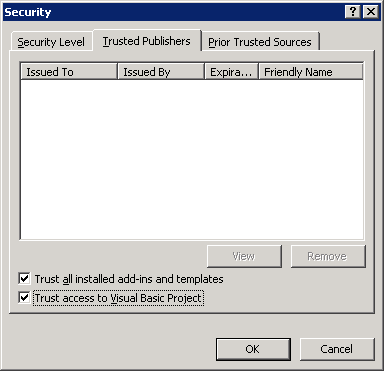 Security
Security Level Trusted Publishers Prior Trusted Sources
Issued To Issued By Expira... Friendly Name
View Remove
Trust all installed add-ins and templates
Trust access to Visual Basic Project
OK Cancel